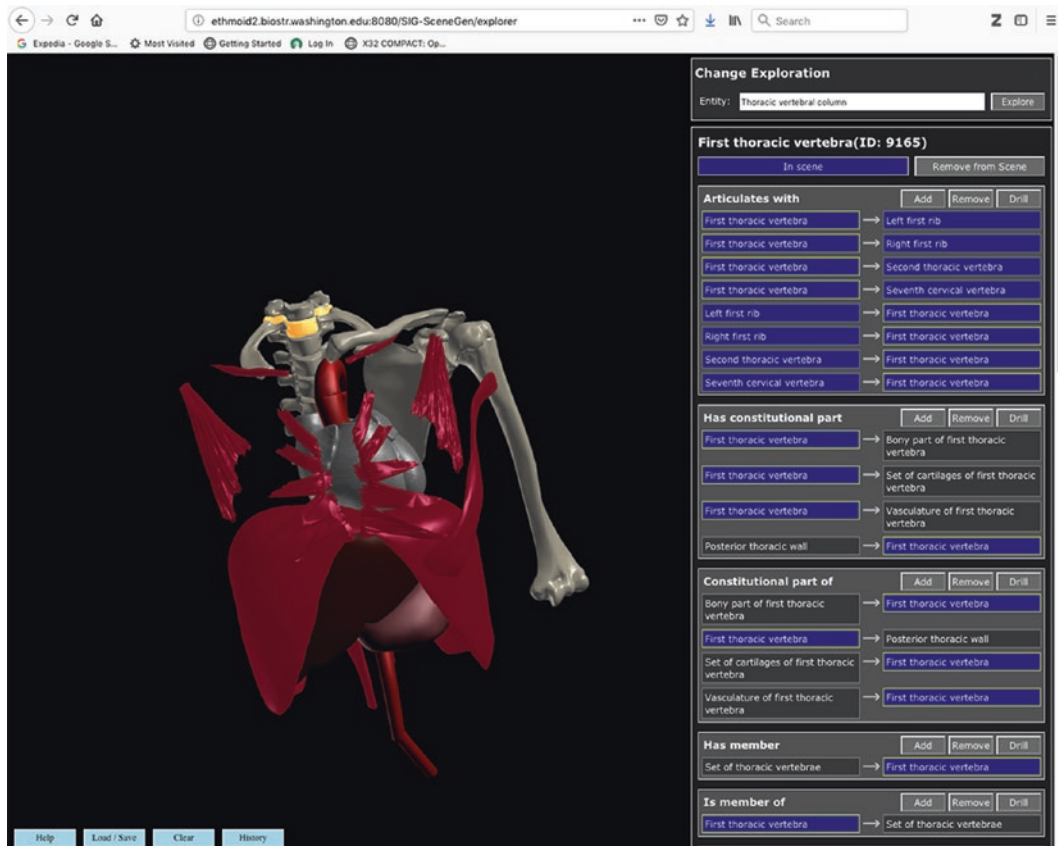 ethmoid2.biostr.washington.edu:8080/SIG-SceneGen/explorer
Search
Expedia - Google S...
Most Visited
Getting Started
Log In
X32 COMPACT: Op...
Change Exploration
Entity: Thoracic vertebral column Explore
First thoracic vertebra(ID: 9165)
In scene Remove from Scene
Articulates with Add Remove Drill
First thoracic vertebra → Left first rib
First thoracic vertebra → Right first rib
First thoracic vertebra → Second thoracic vertebra
First thoracic vertebra → Seventh cervical vertebra
Left first rib → First thoracic vertebra
Right first rib → First thoracic vertebra
Second thoracic vertebra → First thoracic vertebra
Seventh cervical vertebra → First thoracic vertebra
Has constitutional part Add Remove Drill
First thoracic vertebra → Bony part of first thoracic
vertebra
First thoracic vertebra → Set of cartilages of first thoracic
vertebra
First thoracic vertebra → Vasculature of first thoracic
vertebra
Posterior thoracic wall → First thoracic vertebra
Constitutional part of Add Remove Drill
Bony part of first thoracic → First thoracic vertebra
vertebra
First thoracic vertebra → Posterior thoracic wall
Set of cartilages of first thoracic → First thoracic vertebra
vertebra
Vasculature of first thoracic → First thoracic vertebra
vertebra
Has member Add Remove Drill
Set of thoracic vertebrae → First thoracic vertebra
Is member of Add Remove Drill
First thoracic vertebra → Set of thoracic vertebrae
Help Load / Save Clear History